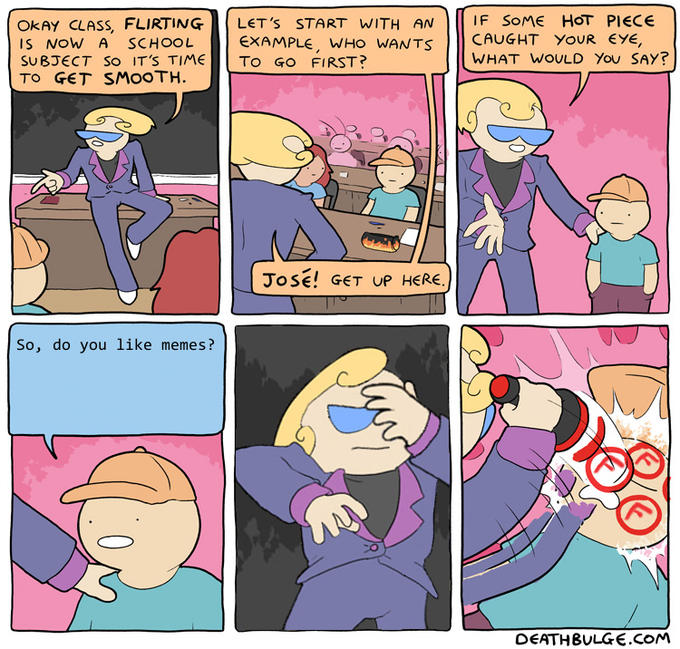 OKAY CLASS, FLIRTING
IS NOW A SCHOOL
SUBJECT SO IT'S TIME
TO GET SMOOTH.
LET'S START WITH AN
EXAMPLE, WHO WANTS
TO GO FIRST?
JOSÉ! GET UP HERE.
IF SOME HOT PIECE
CAUGHT YOUR EYE,
WHAT WOULD YOU SAY?
So, do you like memes?
F
F
F
DEATHBULGE.COM